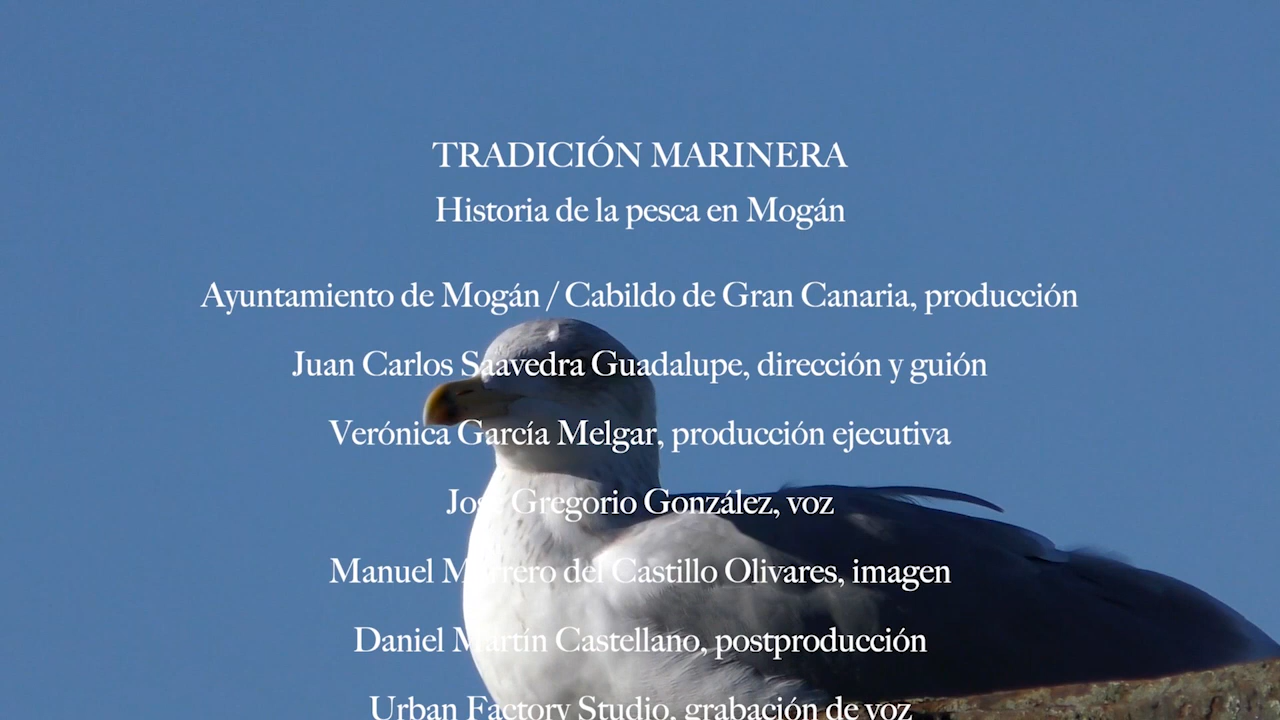 TRADICIÓN MARINERA
Historia de la pesca en Mogán
Ayuntamiento de Mogán / Cabildo de Gran Canaria, producción
Juan Carlos Saavedra Guadalupe, dirección y guión
Verónica García Melgar, producción ejecutiva
José Gregorio González, voz
Manuel Marrero del Castillo Olivares, imagen
Daniel Martín Castellano, postproducción
Urban Factory Studio, grabación de voz